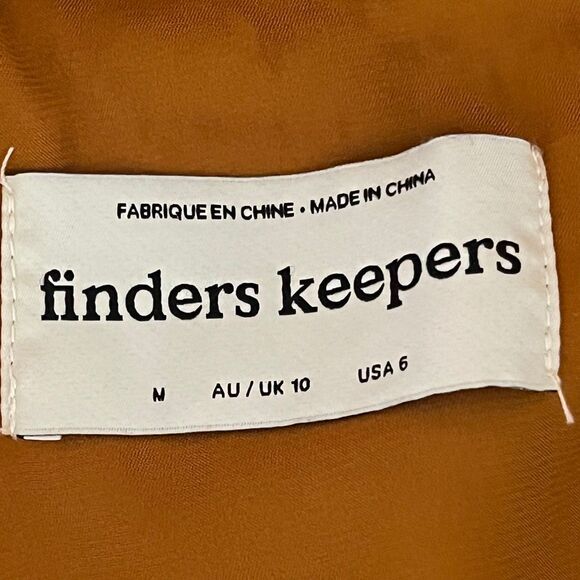 FABRIQUE EN CHINE • MADE IN CHINA
finders keepers
M AU / UK 10 USA 6